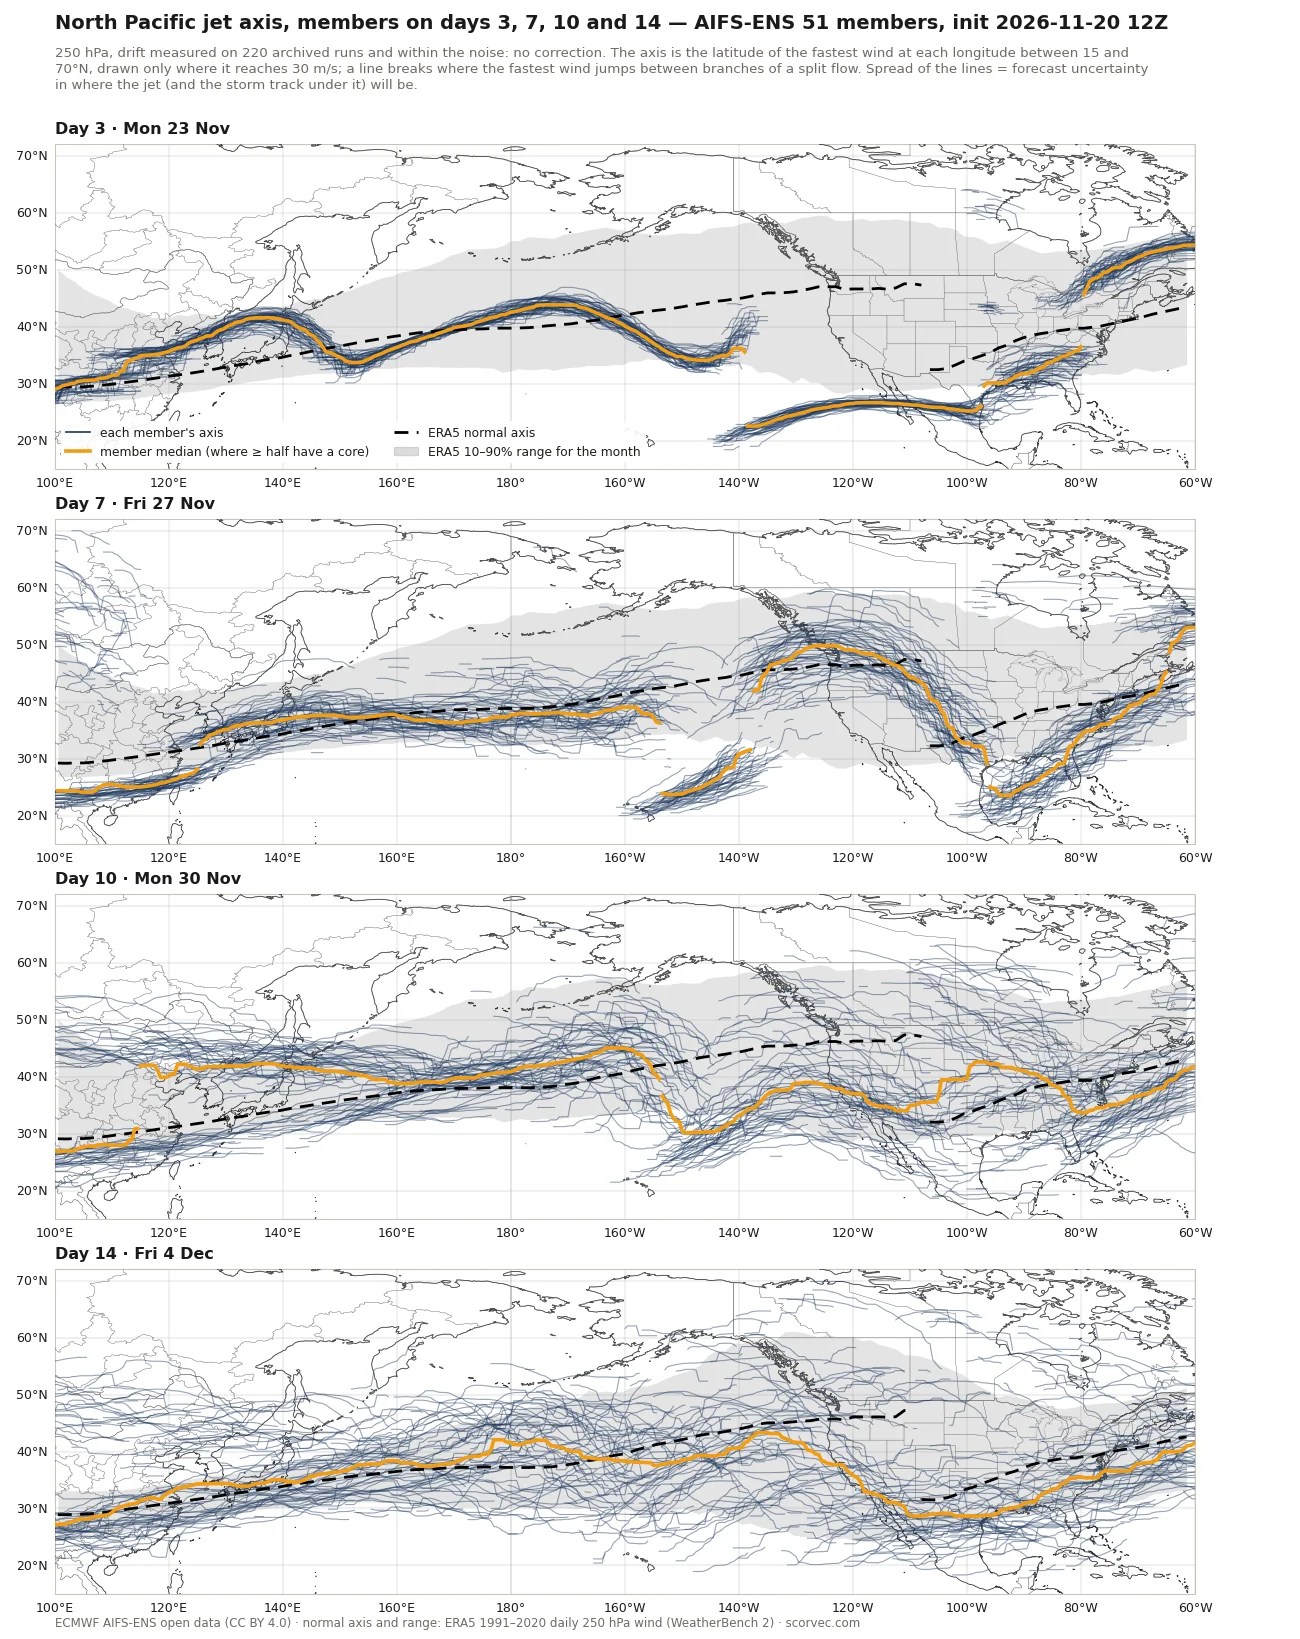 North Pacific jet axis, members on days 3, 7, 10 and 14 — AIFS-ENS 51 members, init 2026-11-20 12Z
250 hPa, drift measured on 220 archived runs and within the noise: no correction. The axis is the latitude of the fastest wind at each longitude between 15 and
70°N, drawn only where it reaches 30 m/s; a line breaks where the fastest wind jumps between branches of a split flow. Spread of the lines = forecast uncertainty
in where the jet (and the storm track under it) will be.
Day 3 · Mon 23 Nov
70°N
60°N
50°N
40°N
30°N
20°N
each member's axis
member median (where ≥ half have a core)
ERA5 normal axis
ERA5 10–90% range for the month
100°E 120°E 140°E 160°E 180° 160°W 140°W 120°W 100°W 80°W 60°W
Day 7 · Fri 27 Nov
70°N
60°N
50°N
40°N
30°N
20°N
100°E 120°E 140°E 160°E 180° 160°W 140°W 120°W 100°W 80°W 60°W
Day 10 · Mon 30 Nov
70°N
60°N
50°N
40°N
30°N
20°N
100°E 120°E 140°E 160°E 180° 160°W 140°W 120°W 100°W 80°W 60°W
Day 14 · Fri 4 Dec
70°N
60°N
50°N
40°N
30°N
20°N
100°E 120°E 140°E 160°E 180° 160°W 140°W 120°W 100°W 80°W 60°W
ECMWF AIFS-ENS open data (CC BY 4.0) · normal axis and range: ERA5 1991–2020 daily 250 hPa wind (WeatherBench 2) · scorvec.com